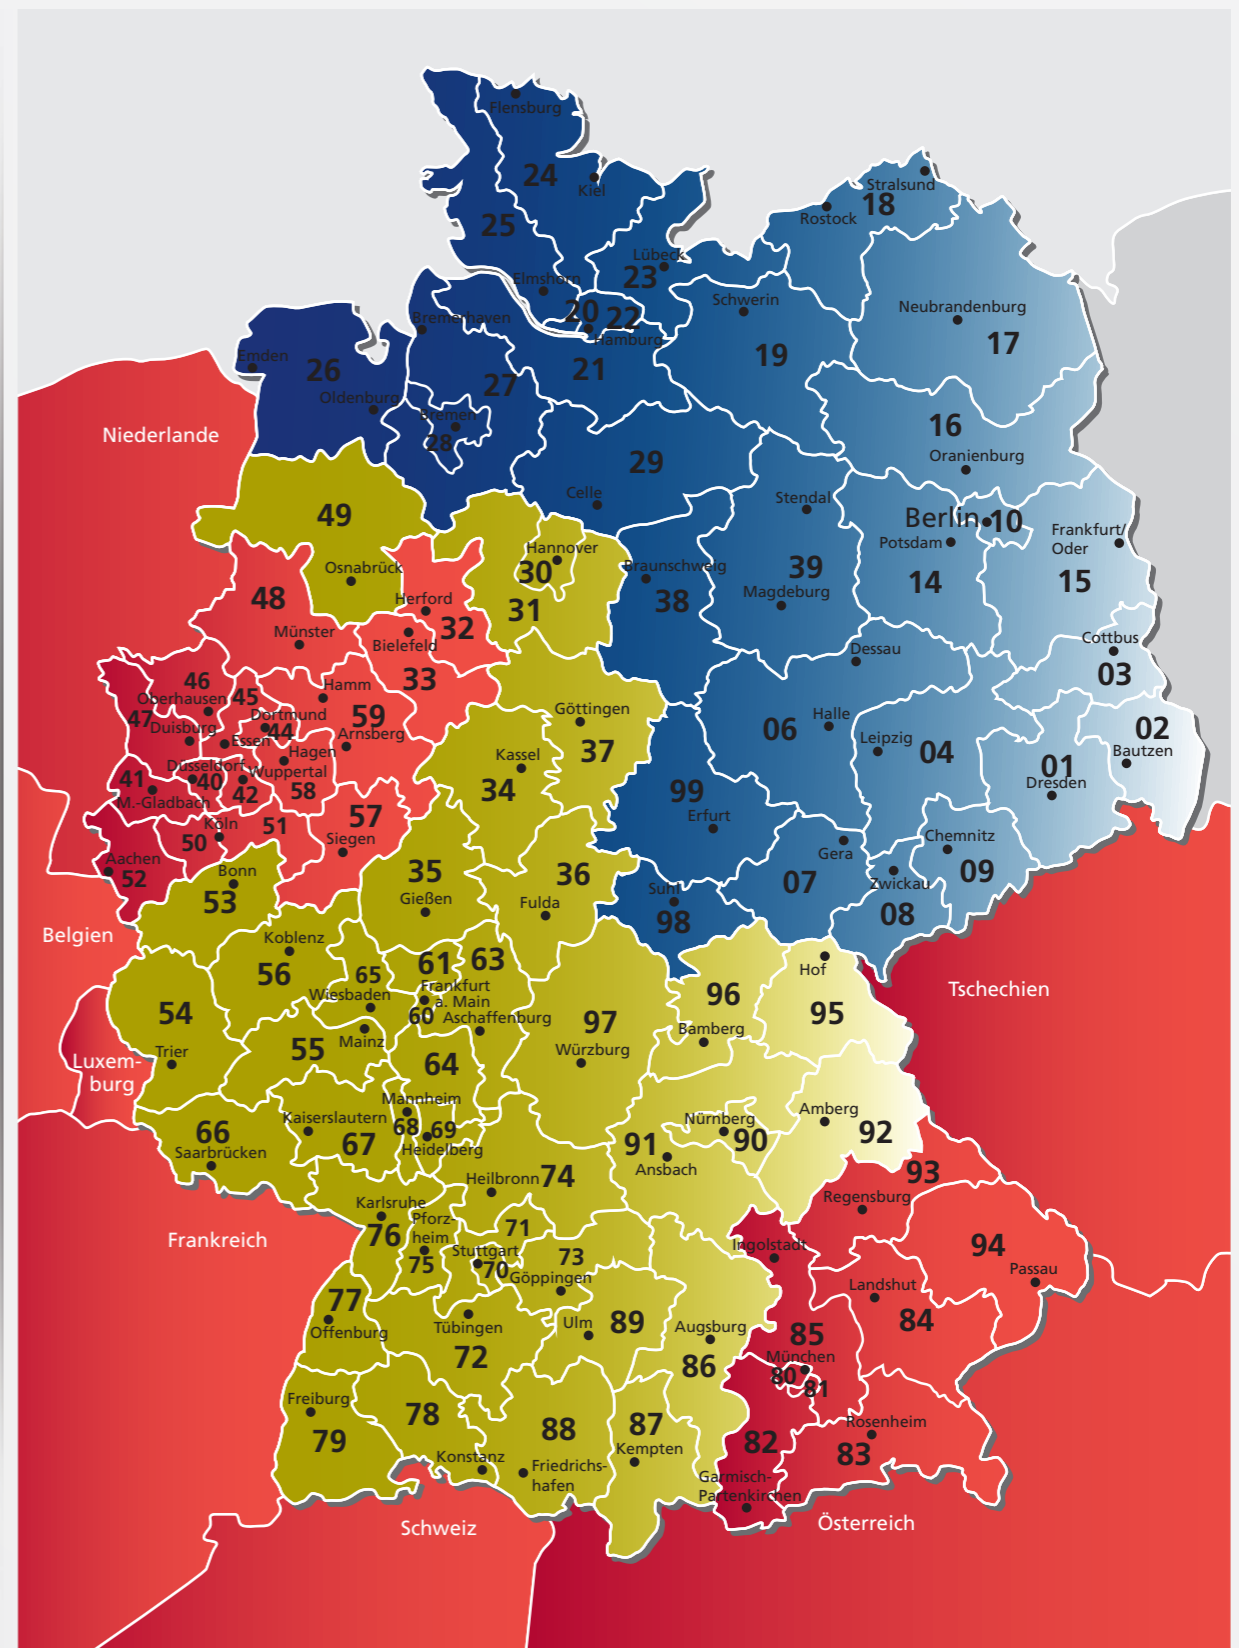 Flensburg
24
Kiel
25
Stralsund
18
Rostock
Lübeck
23
Elmshorn
20
22
Hamburg
Schwerin
19
Neubrandenburg
17
Bremerhaven
Emden
26
Oldenburg
27
21
Bremen
28
16
Oranienburg
Niederlande
29
Celle
Stendal
49
Berlin
10
Potsdam
Frankfurt/
Oder
Hannover
30
31
Braunschweig
38
39
Magdeburg
14
15
Osnabrück
48
Herford
32
Münster
Bielefeld
33
Dessau
Cottbus
03
46
Oberhausen
45
47
Duisburg
Hamm
59
Dortmund
44
Essen
Arnsberg
Hagen
Göttingen
37
Kassel
34
06
Halle
Leipzig
04
02
Bautzen
01
Dresden
41
M.-Gladbach
Düsseldorf
40
Wuppertal
42
58
99
Erfurt
57
Siegen
50
Köln
51
Gera
Chemnitz
09
Aachen
52
Bonn
53
35
Gießen
36
Fulda
Suhl
98
07
Zwickau
08
Belgien
Koblenz
56
65
Wiesbaden
61
63
Frankfurt
a. Main
60
Aschaffenburg
Hof
95
96
Bamberg
Tschechien
54
Trier
55
Mainz
64
97
Würzburg
Luxem-
burg
Mannheim
68
69
Heidelberg
Kaiserslautern
67
66
Saarbrücken
Nürnberg
90
91
Ansbach
Amberg
92
93
Regensburg
Heilbronn
74
Karlsruhe
76
Pforz-
heim
75
71
Stuttgart
70
73
Göppingen
Frankreich
Ingolstadt
94
Passau
Landshut
84
77
Offenburg
Tübingen
72
Ulm
89
Augsburg
86
85
München
80
81
Freiburg
79
78
Konstanz
88
Friedrichs-
hafen
87
Kempten
82
Rosenheim
83
Garmisch-
Partenkirchen
Schweiz
Österreich